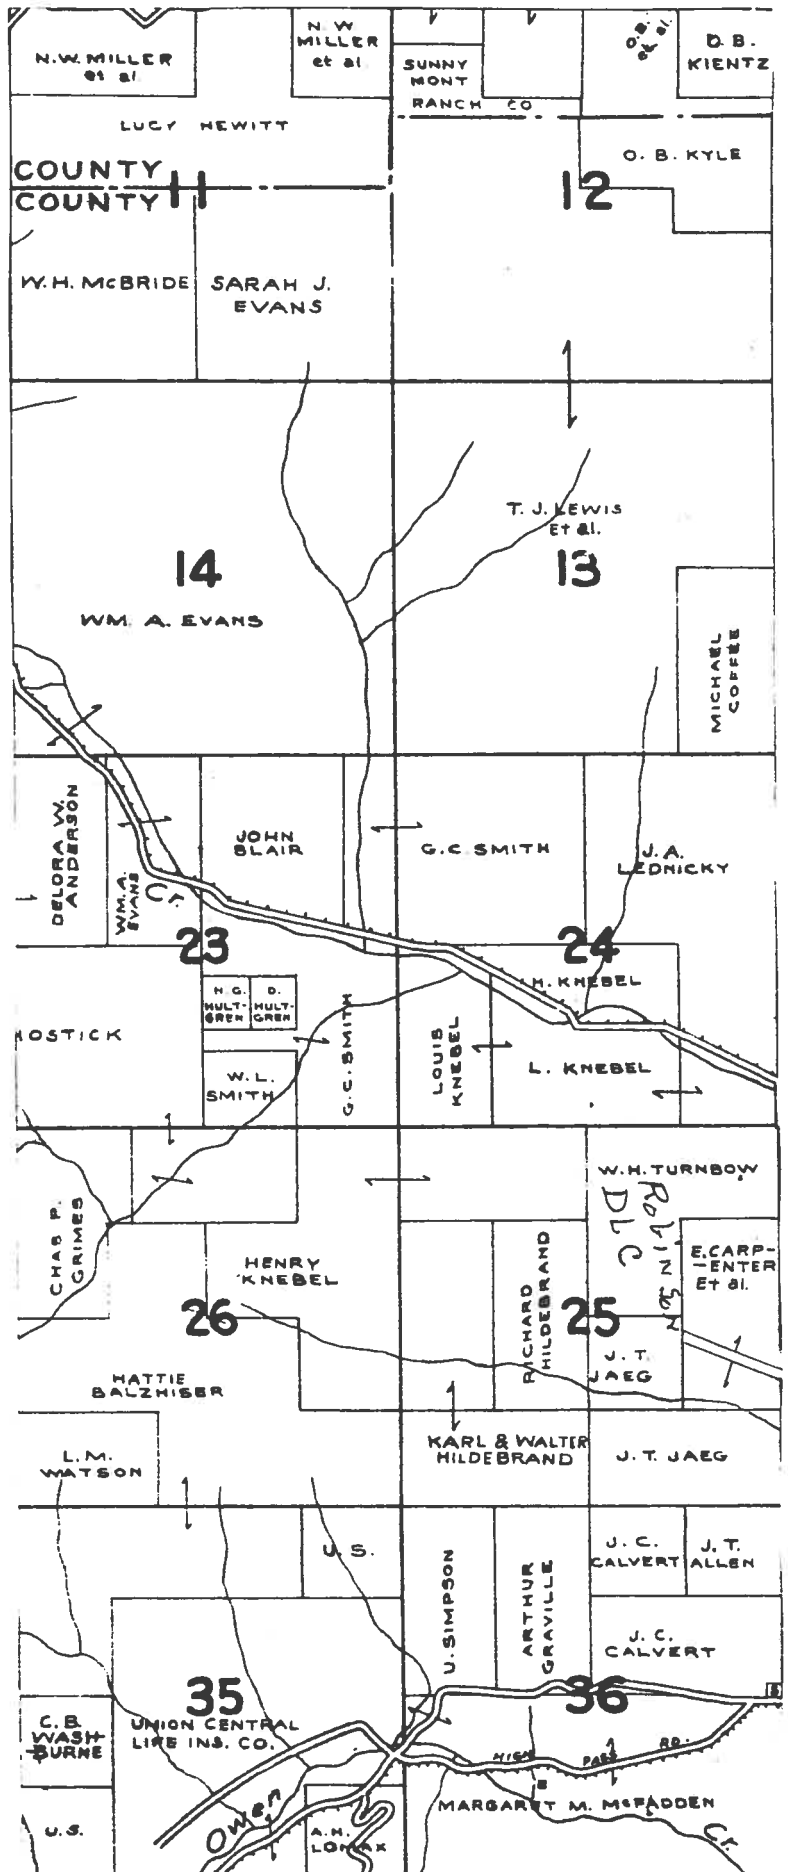 N.W. MILLER
et al.
N. W.
MILLER
et al
SUNNY
MONT
RANCH CO
O.B.
et al.
O. B.
KIENTZ
LUCY HEWITT
O. B. KYLE
COUNTY
COUNTY
11
12
W.H. McBRIDE
SARAH J.
EVANS
T. J. LEWIS
Et al.
14
13
WM. A. EVANS
MICHAEL
COFFEE
DELORA W.
ANDERSON
WM. A.
EVANS
Cr.
JOHN
BLAIR
G.C. SMITH
J. A.
LEDNICKY
23
24
N. G.
HULT-
GREN
D.
HULT-
GREN
H. KNEBEL
HOSTICK
G.C. SMITH
LOUIS
KNEBEL
L. KNEBEL
W. L.
SMITH
W.H. TURNBOW
Robinson
DLC
CHAS P.
GRIMES
HENRY
KNEBEL
RICHARD
HILDEBRAND
E. CARP-
-ENTER
Et al.
26
25
J. T.
JAEG
HATTIE
BALZHISER
L. M.
WATSON
KARL & WALTER
HILDEBRAND
J. T. JAEG
U. S.
U. SIMPSON
ARTHUR
GRAVILLE
J. C.
CALVERT
J. T.
ALLEN
J. C.
CALVERT
35
36
C. B.
WASH-
BURNE
UNION CENTRAL
LIFE INS. CO.
HIGH PASS RD.
Owen
MARGARET M. McFADDEN
Cr.
U. S.
A. H.
LOMAX